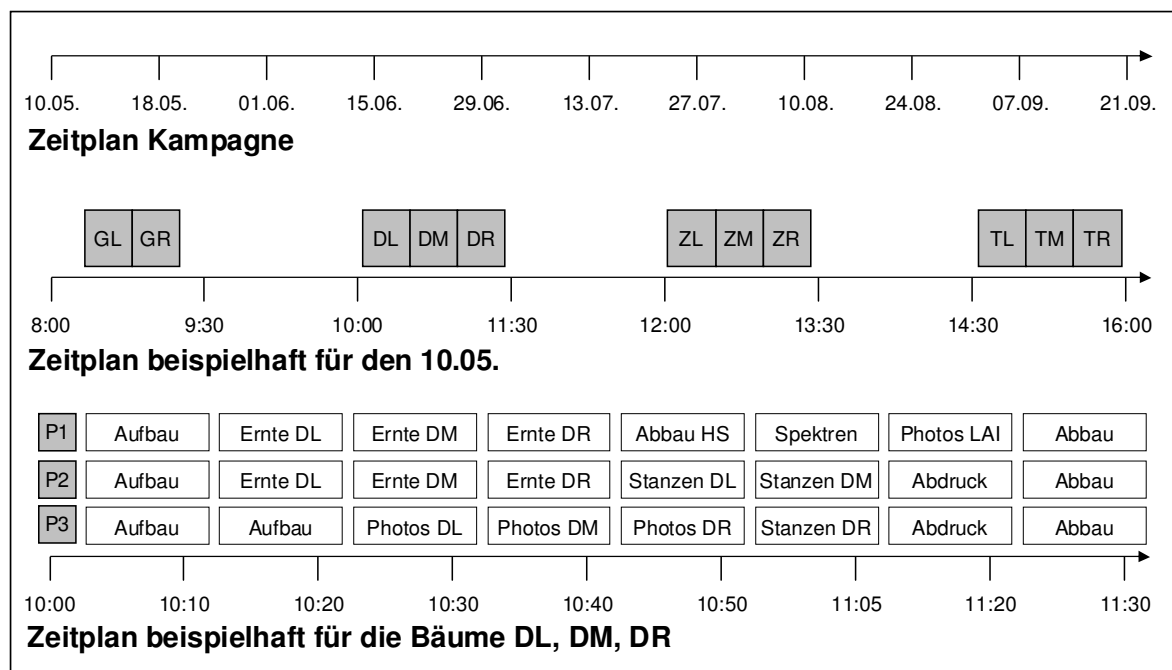 10.05. 18.05. 01.06. 15.06. 29.06. 13.07. 27.07. 10.08. 24.08. 07.09. 21.09.
Zeitplan Kampagne
GL GR DL DM DR ZL ZM ZR TL TM TR
8:00 9:30 10:00 11:30 12:00 13:30 14:30 16:00
Zeitplan beispielhaft für den 10.05.
P1 Aufbau Ernte DL Ernte DM Ernte DR Abbau HS Spektren Photos LAI Abbau
P2 Aufbau Ernte DL Ernte DM Ernte DR Stanzen DL Stanzen DM Abdruck Abbau
P3 Aufbau Aufbau Photos DL Photos DM Photos DR Stanzen DR Abdruck Abbau
10:00 10:10 10:20 10:30 10:40 10:50 11:05 11:20 11:30
Zeitplan beispielhaft für die Bäume DL, DM, DR